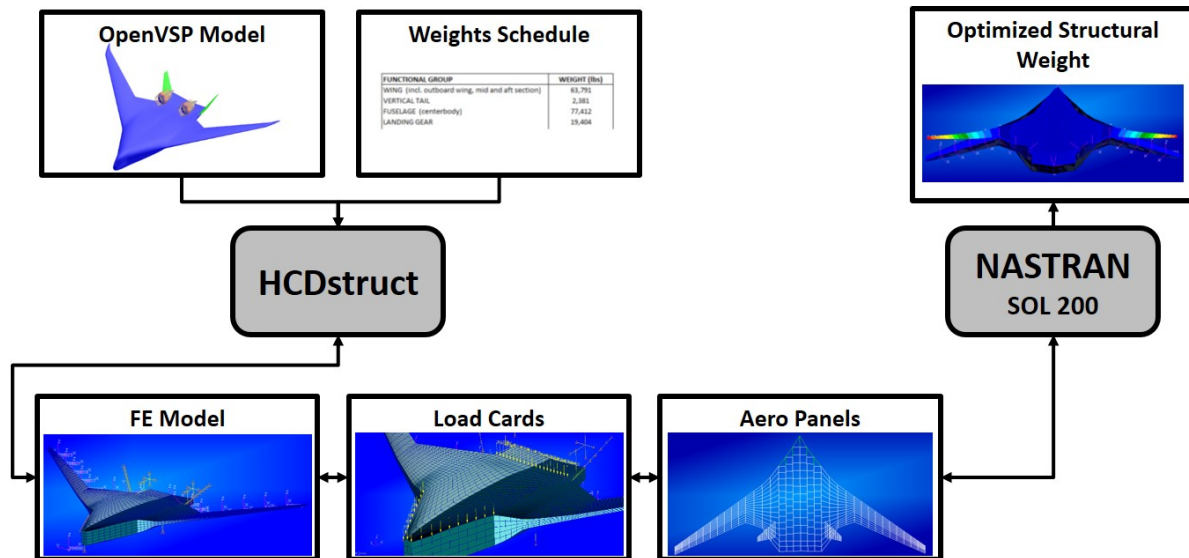 OpenVSP Model
Weights Schedule
FUNCTIONAL GROUP WEIGHT (lbs)
WING (incl. outboard wing, mid and aft section) 63,791
VERTICAL TAIL 2,381
FUSELAGE (centerbody) 77,412
LANDING GEAR 19,404
Optimized Structural
Weight
HCDstruct
NASTRAN
SOL 200
FE Model
Load Cards
Aero Panels